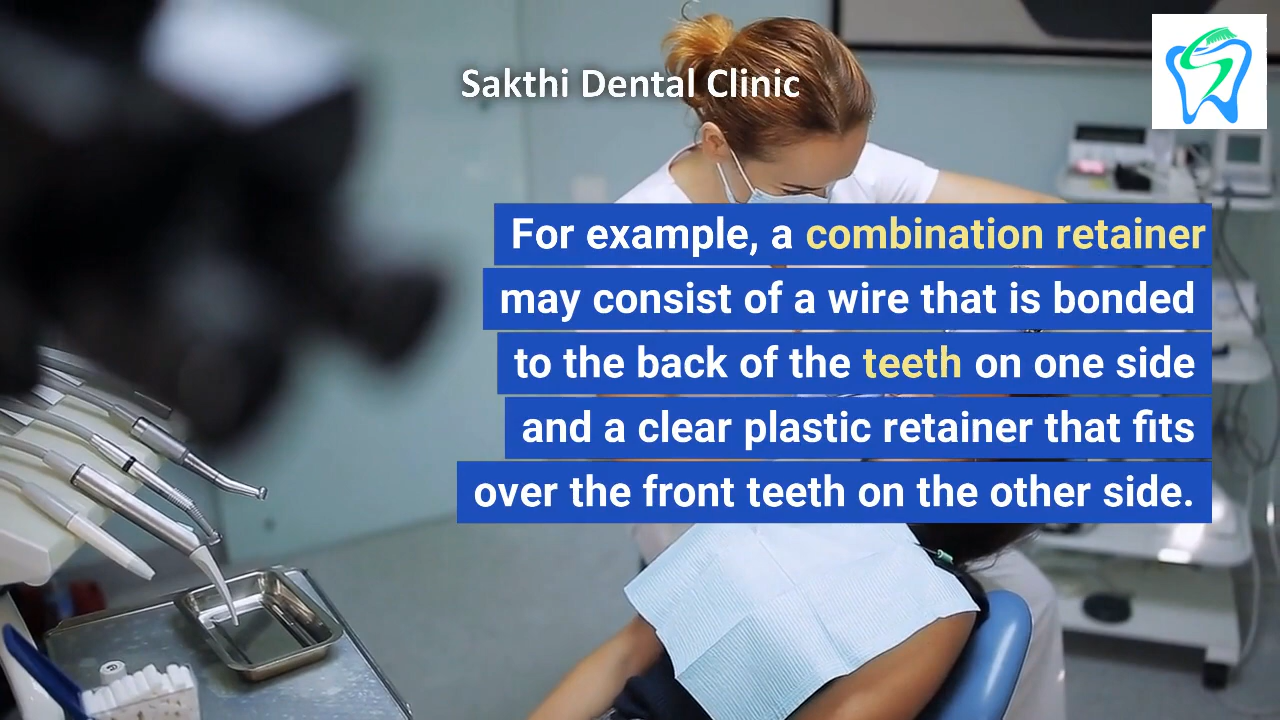 Sakthi Dental Clinic
For example, a combination retainer
may consist of a wire that is bonded
to the back of the teeth on one side
and a clear plastic retainer that fits
over the front teeth on the other side.